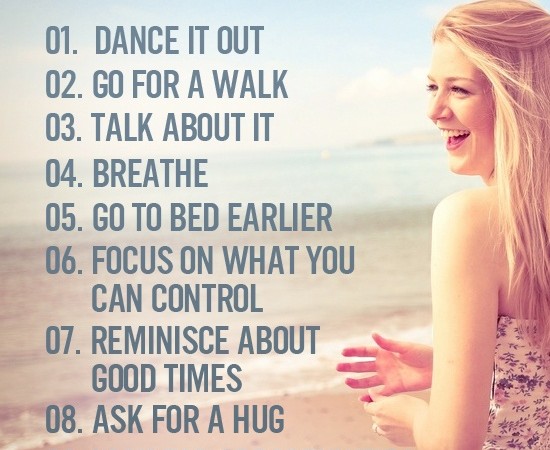 01. DANCE IT OUT
02. GO FOR A WALK
03. TALK ABOUT IT
04. BREATHE
05. GO TO BED EARLIER
06. FOCUS ON WHAT YOU
CAN CONTROL
07. REMINISCE ABOUT
GOOD TIMES
08. ASK FOR A HUG